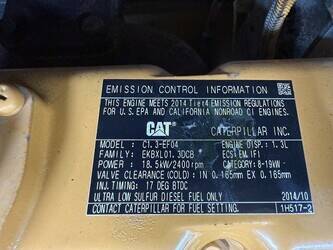 EMISSION CONTROL INFORMATION
THIS ENGINE MEETS 2014 Tier4 EMISSION REGULATIONS
FOR U.S. EPA AND CALIFORNIA NONROAD CI ENGINES.
CAT CATERPILLAR INC.
MODEL: C1.3-EF04 DISPL.: 1.3L
FAMILY: EKBXL01.3DCB ECS: EM IFI
POWER: 18.5kW/2400rpm CATEGORY: 8-19kW
VALVE CLEARANCE (COLD): IN 0.165mm EX 0.165mm
INJ. TIMING: 17 DEG BTDC
ULTRA LOW SULFUR DIESEL FUEL ONLY 2014/10
CONTACT CATERPILLAR FOR FUEL SETTING. 1H517-2